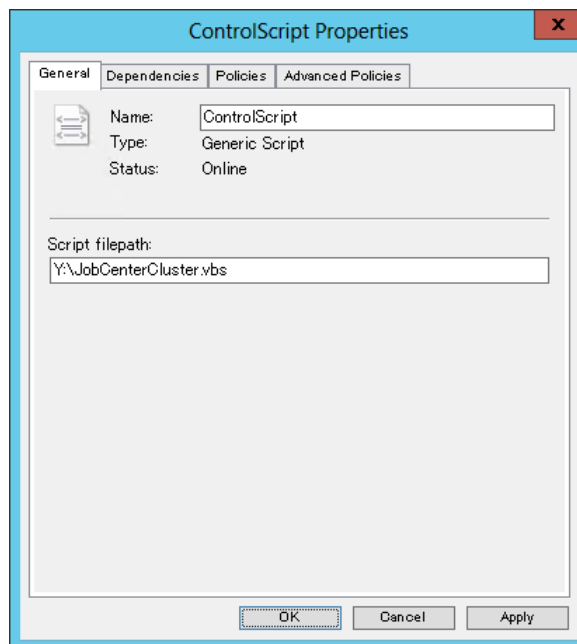 ControlScript Properties
x
General Dependencies Policies Advanced Policies
Name: ControlScript
Type: Generic Script
Status: Online
Script filepath:
Y:\JobCenterCluster.vbs
OK Cancel Apply